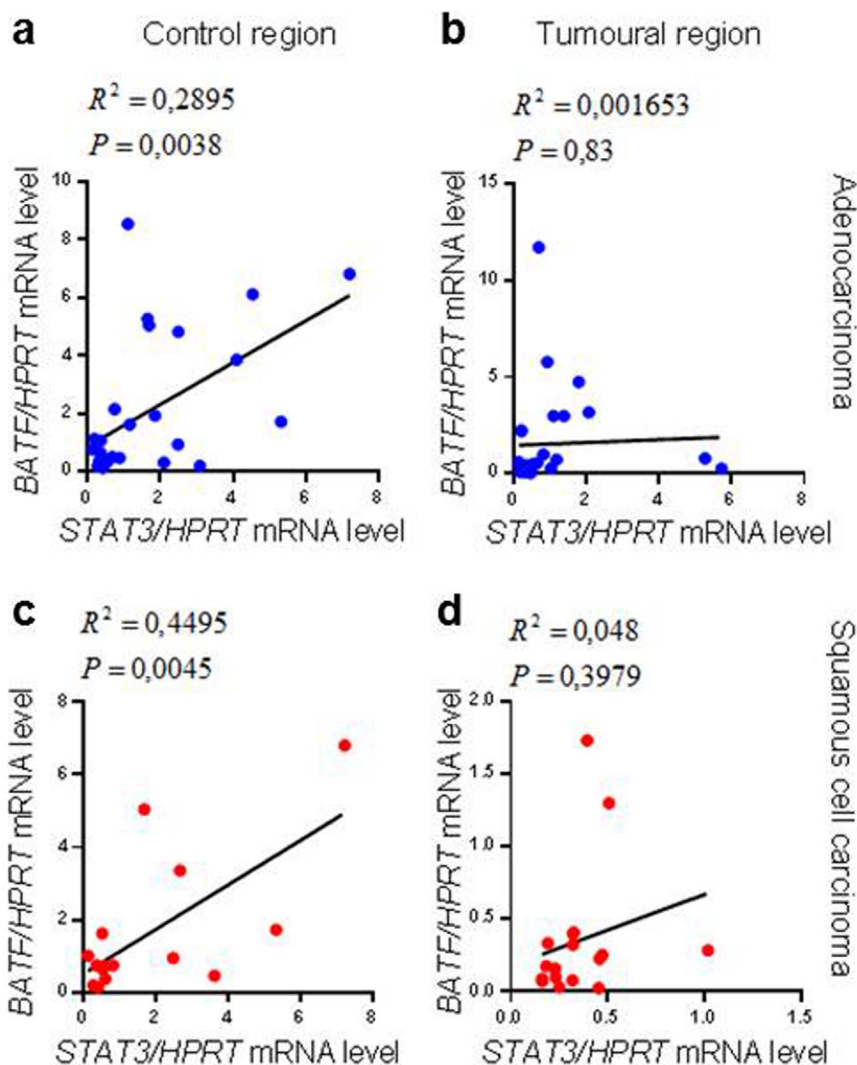 a Control region
R² = 0,2895
P = 0,0038
BATF/HPRT mRNA level
10
8
6
4
2
0
0 2 4 6 8
STAT3/HPRT mRNA level
b Tumoural region
R² = 0,001653
P = 0,83
BATF/HPRT mRNA level
15
10
5
0
0 2 4 6 8
STAT3/HPRT mRNA level
Adenocarcinoma
c
R² = 0,4495
P = 0,0045
BATF/HPRT mRNA level
8
6
4
2
0
0 2 4 6 8
STAT3/HPRT mRNA level
d
R² = 0,048
P = 0,3979
BATF/HPRT mRNA level
2.0
1.5
1.0
0.5
0.0
0.0 0.5 1.0 1.5
STAT3/HPRT mRNA level
Squamous cell carcinoma